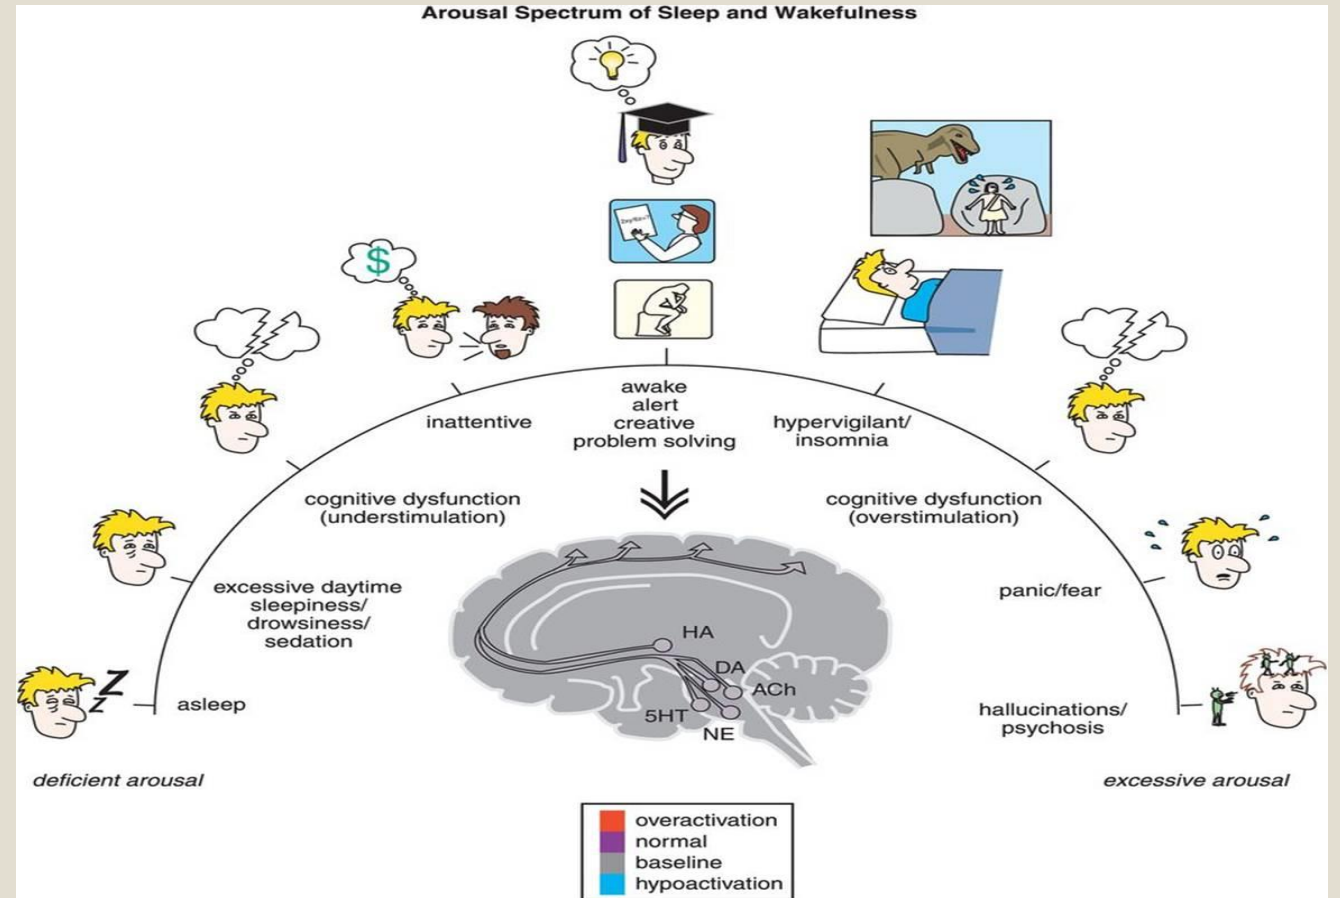 Arousal Spectrum of Sleep and Wakefulness
$
inattentive
awake
alert
creative
problem solving
hypervigilant/
insomnia
cognitive dysfunction
(understimulation)
cognitive dysfunction
(overstimulation)
excessive daytime
sleepiness/
drowsiness/
sedation
panic/fear
HA
DA
ACh
5HT
NE
Z
z
asleep
hallucinations/
psychosis
deficient arousal
excessive arousal
overactivation
normal
baseline
hypoactivation